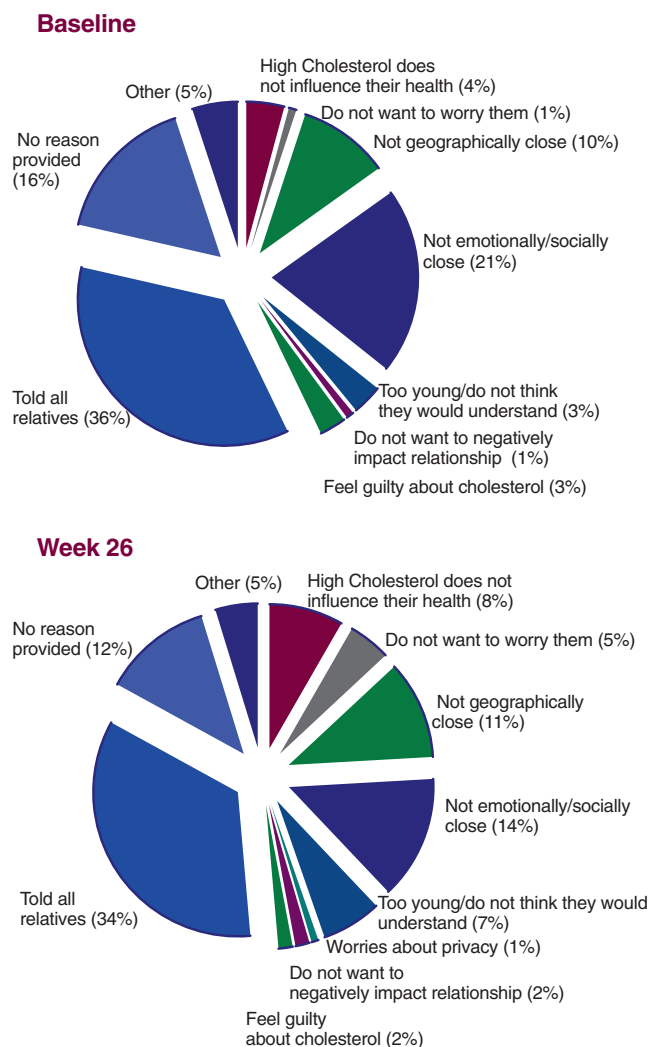 Baseline
High Cholesterol does
not influence their health (4%)
Other (5%)
Do not want to worry them (1%)
No reason
provided
(16%)
Not geographically close (10%)
Not emotionally/socially
close (21%)
Told all
relatives (36%)
Too young/do not think
they would understand (3%)
Do not want to negatively
impact relationship (1%)
Feel guilty about cholesterol (3%)
Week 26
Other (5%)
High Cholesterol does not
influence their health (8%)
No reason
provided (12%)
Do not want to worry them (5%)
Not geographically
close (11%)
Not emotionally/socially
close (14%)
Told all
relatives (34%)
Too young/do not think they would
understand (7%)
Worries about privacy (1%)
Do not want to
negatively impact relationship (2%)
Feel guilty
about cholesterol (2%)